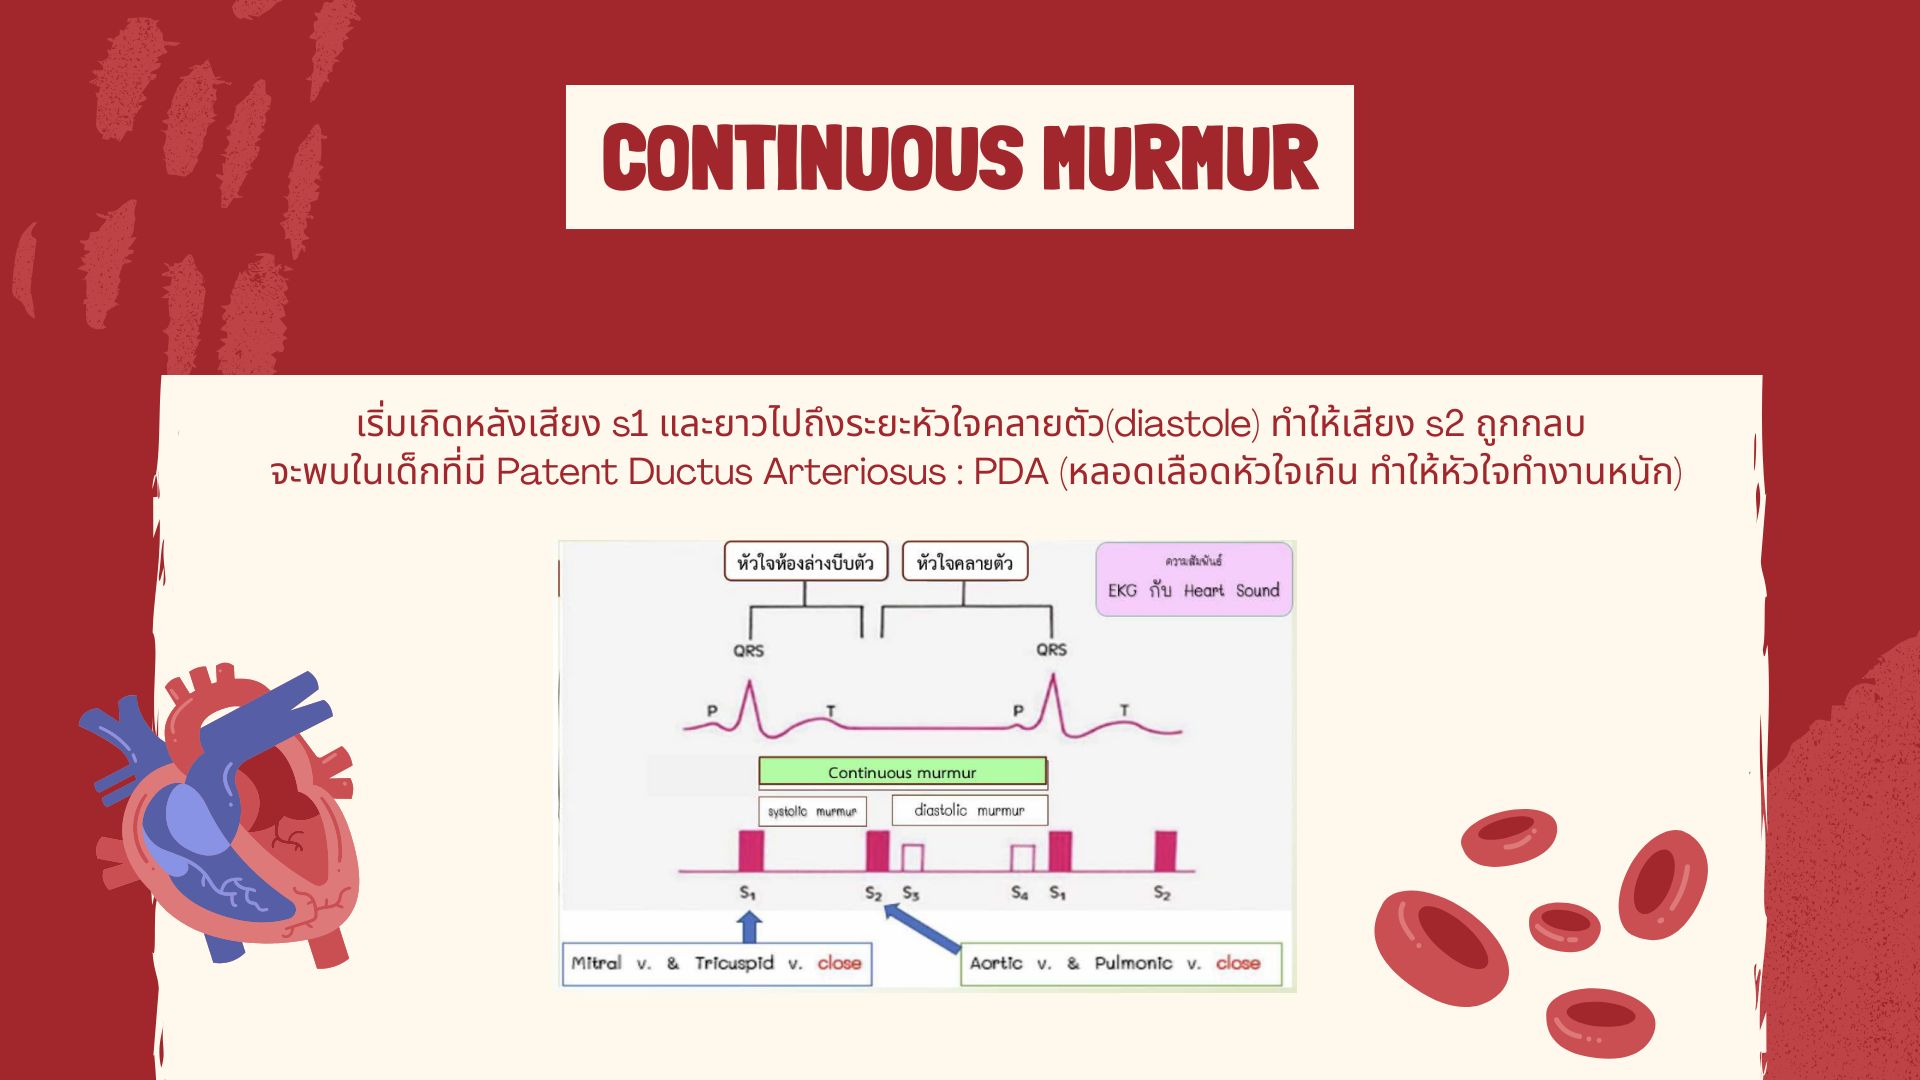 CONTINUOUS MURMUR
เริ่มเกิดหลังเสียง s1 และยาวไปถึงระยะหัวใจคลายตัว(diastole) ทำให้เสียง s2 ถูกกลบ
จะพบในเด็กที่มี Patent Ductus Arteriosus : PDA (หลอดเลือดหัวใจเกิน ทำให้หัวใจทำงานหนัก)
หัวใจห้องล่างบีบตัว
หัวใจคลายตัว
ความสัมพันธ์
EKG กับ Heart Sound
QRS
QRS
P
T
P
T
Continuous murmur
systolic murmur
diastolic murmur
S₁
S₂
S₃
S₄
S₁
S₂
Mitral v. & Tricuspid v. close
Aortic v. & Pulmonic v. close